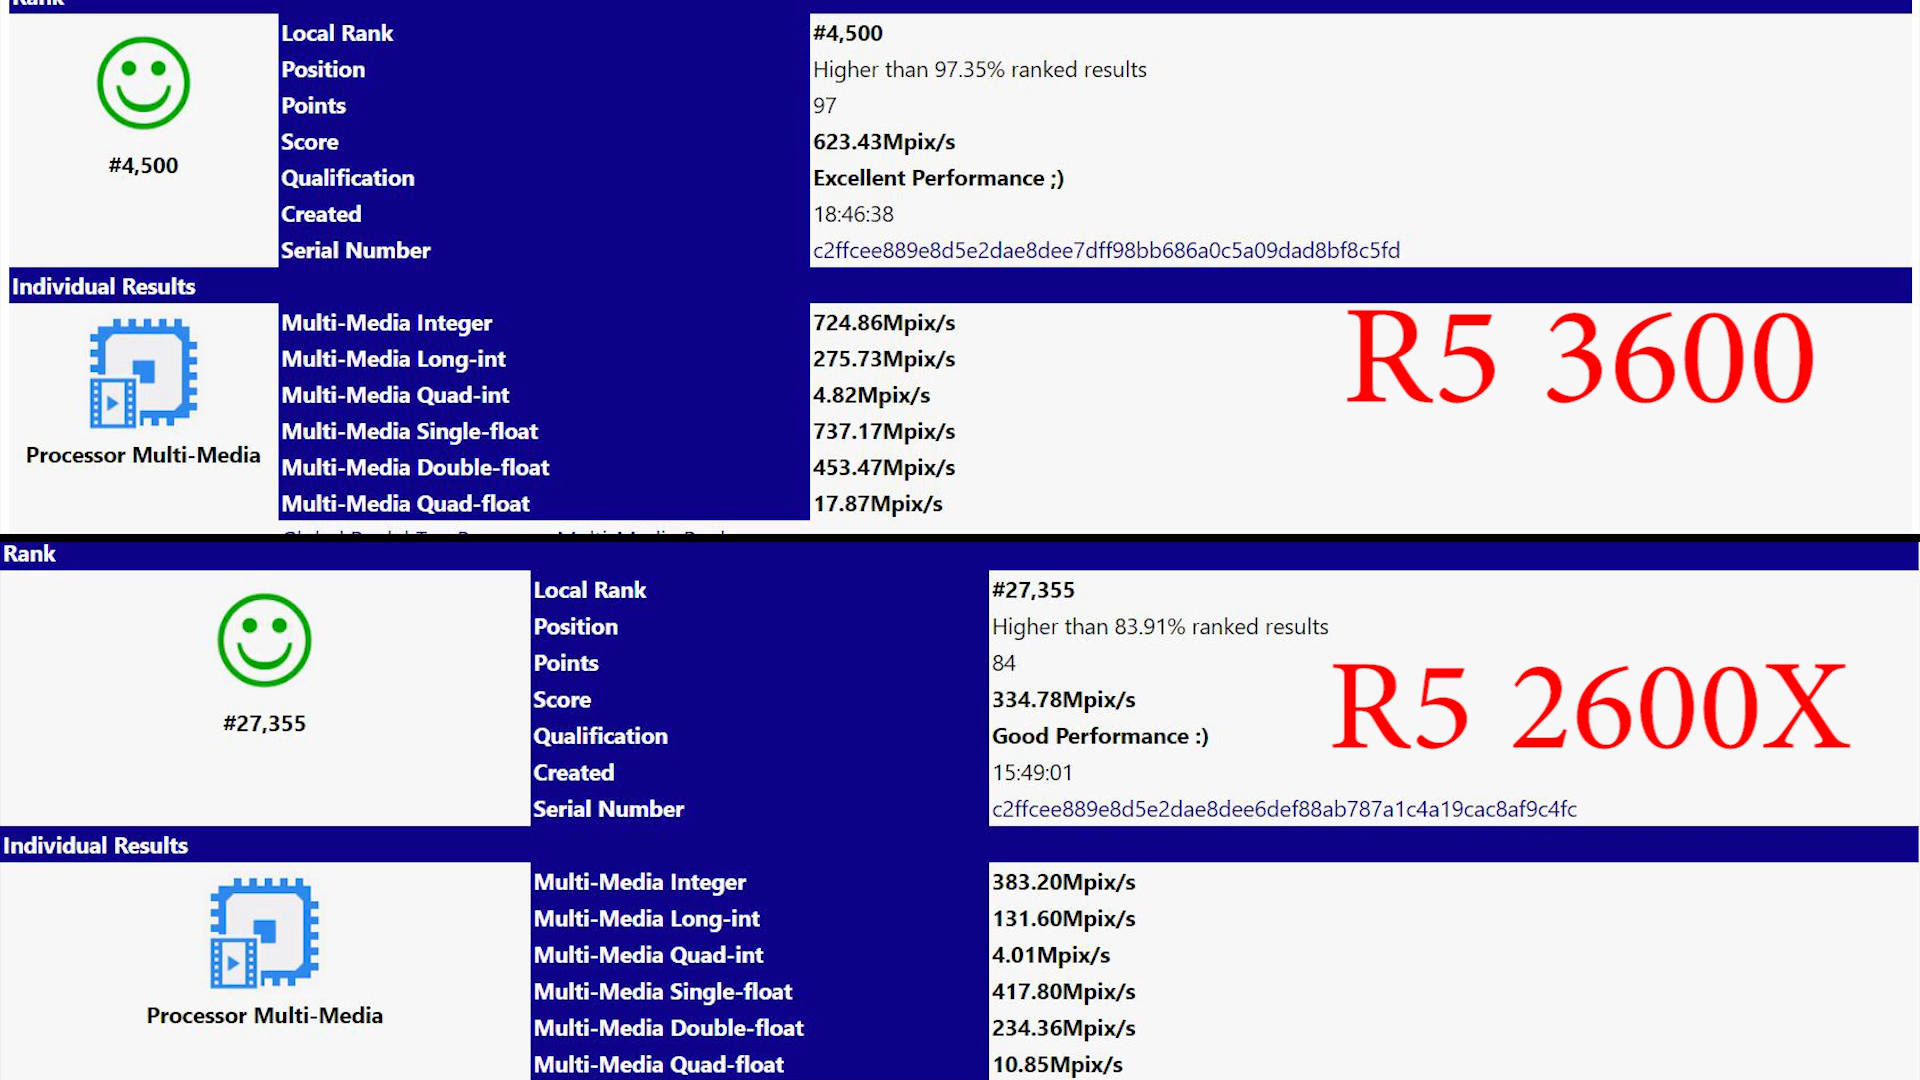 Rank
Local Rank #4,500
Position Higher than 97.35% ranked results
Points 97
Score 623.43Mpix/s
#4,500
Qualification Excellent Performance ;)
Created 18:46:38
Serial Number c2ffcee889e8d5e2dae8dee7dff98bb686a0c5a09dad8bf8c5fd
Individual Results
Multi-Media Integer 724.86Mpix/s
R5 3600
Multi-Media Long-int 275.73Mpix/s
Multi-Media Quad-int 4.82Mpix/s
Multi-Media Single-float 737.17Mpix/s
Processor Multi-Media
Multi-Media Double-float 453.47Mpix/s
Multi-Media Quad-float 17.87Mpix/s
Rank
Local Rank #27,355
Position Higher than 83.91% ranked results
Points 84
Score 334.78Mpix/s
R5 2600X
#27,355
Qualification Good Performance :)
Created 15:49:01
Serial Number c2ffcee889e8d5e2dae8dee6def88ab787a1c4a19cac8af9c4fc
Individual Results
Multi-Media Integer 383.20Mpix/s
Multi-Media Long-int 131.60Mpix/s
Multi-Media Quad-int 4.01Mpix/s
Multi-Media Single-float 417.80Mpix/s
Processor Multi-Media
Multi-Media Double-float 234.36Mpix/s
Multi-Media Quad-float 10.85Mpix/s